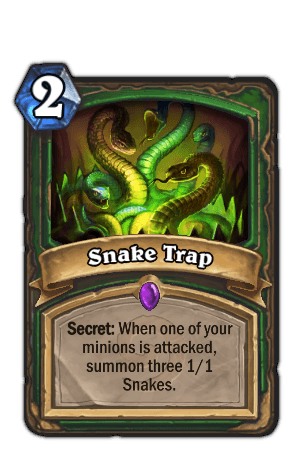 2
Snake Trap
Secret: When one of your
minions is attacked,
summon three 1/1
Snakes.